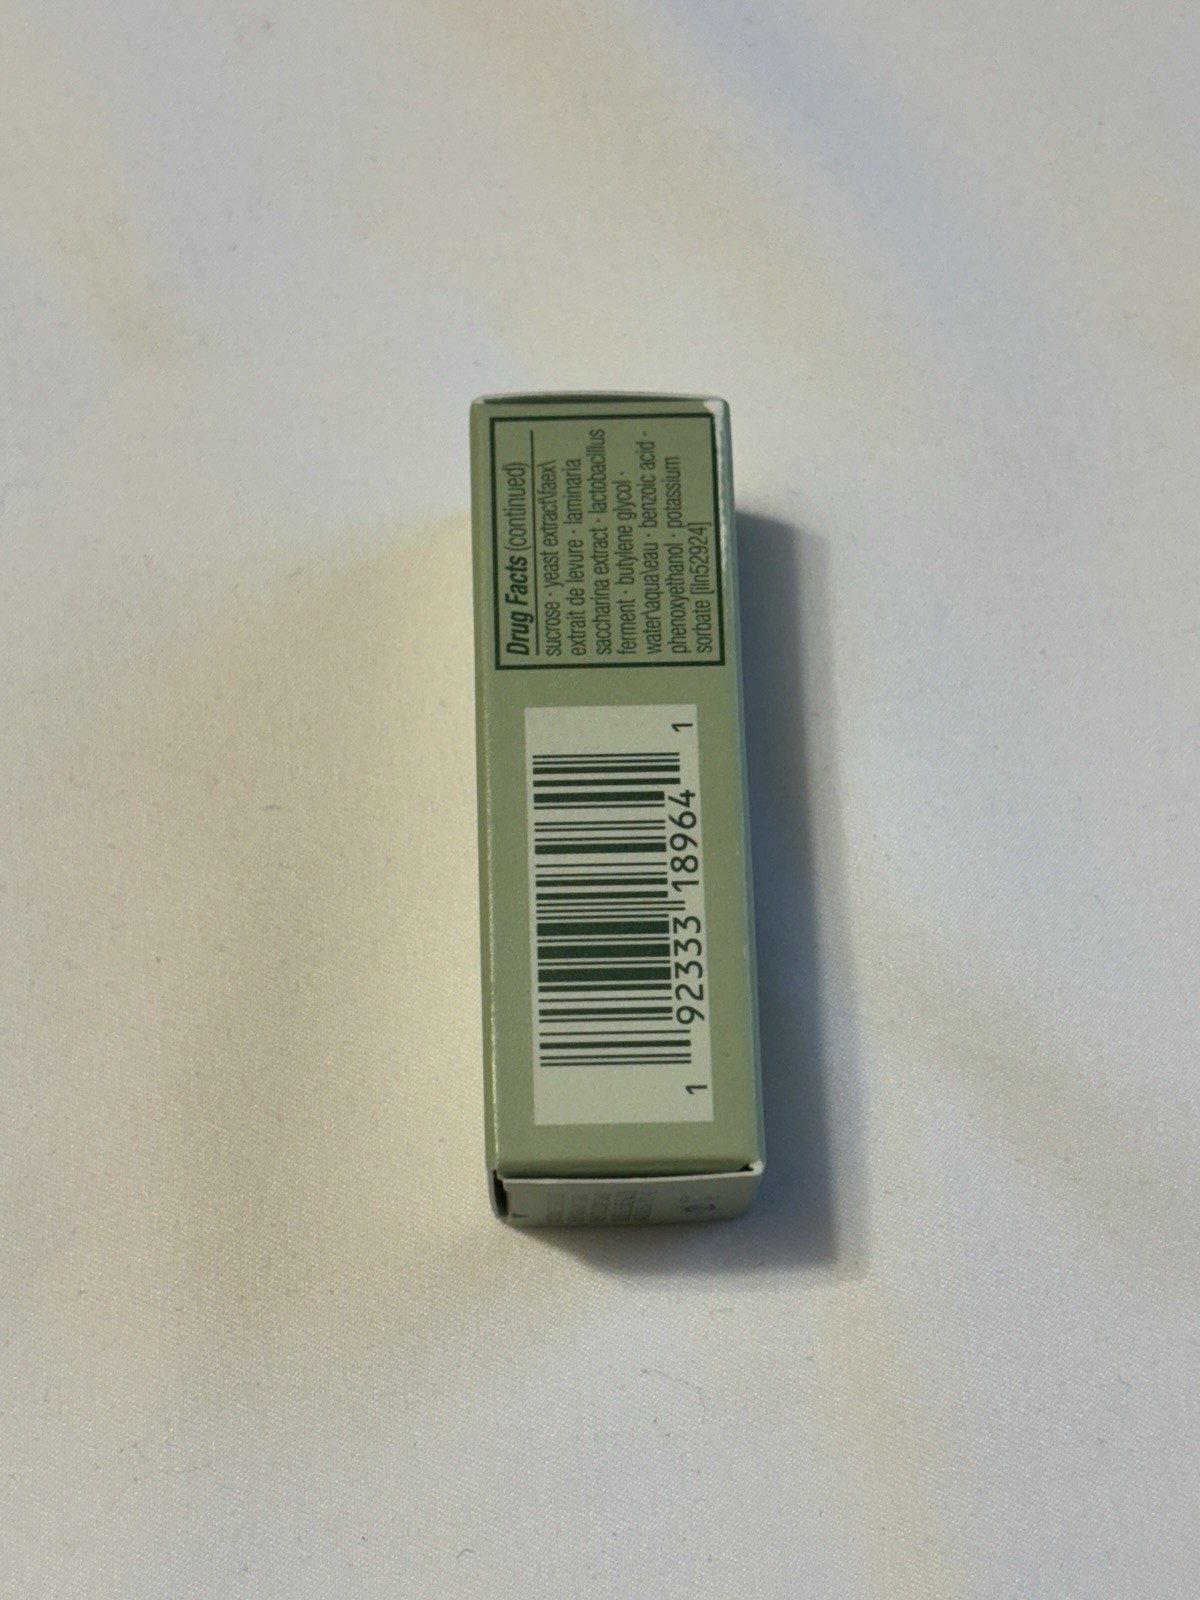 Drug Facts (continued)
sucrose · yeast extract\faex\
extrait de levure · laminaria
saccharina extract · lactobacillus
ferment · butylene glycol ·
water\aqua\eau · benzoic acid ·
phenoxyethanol · potassium
sorbate [iln52924]
1 92333 18964 1